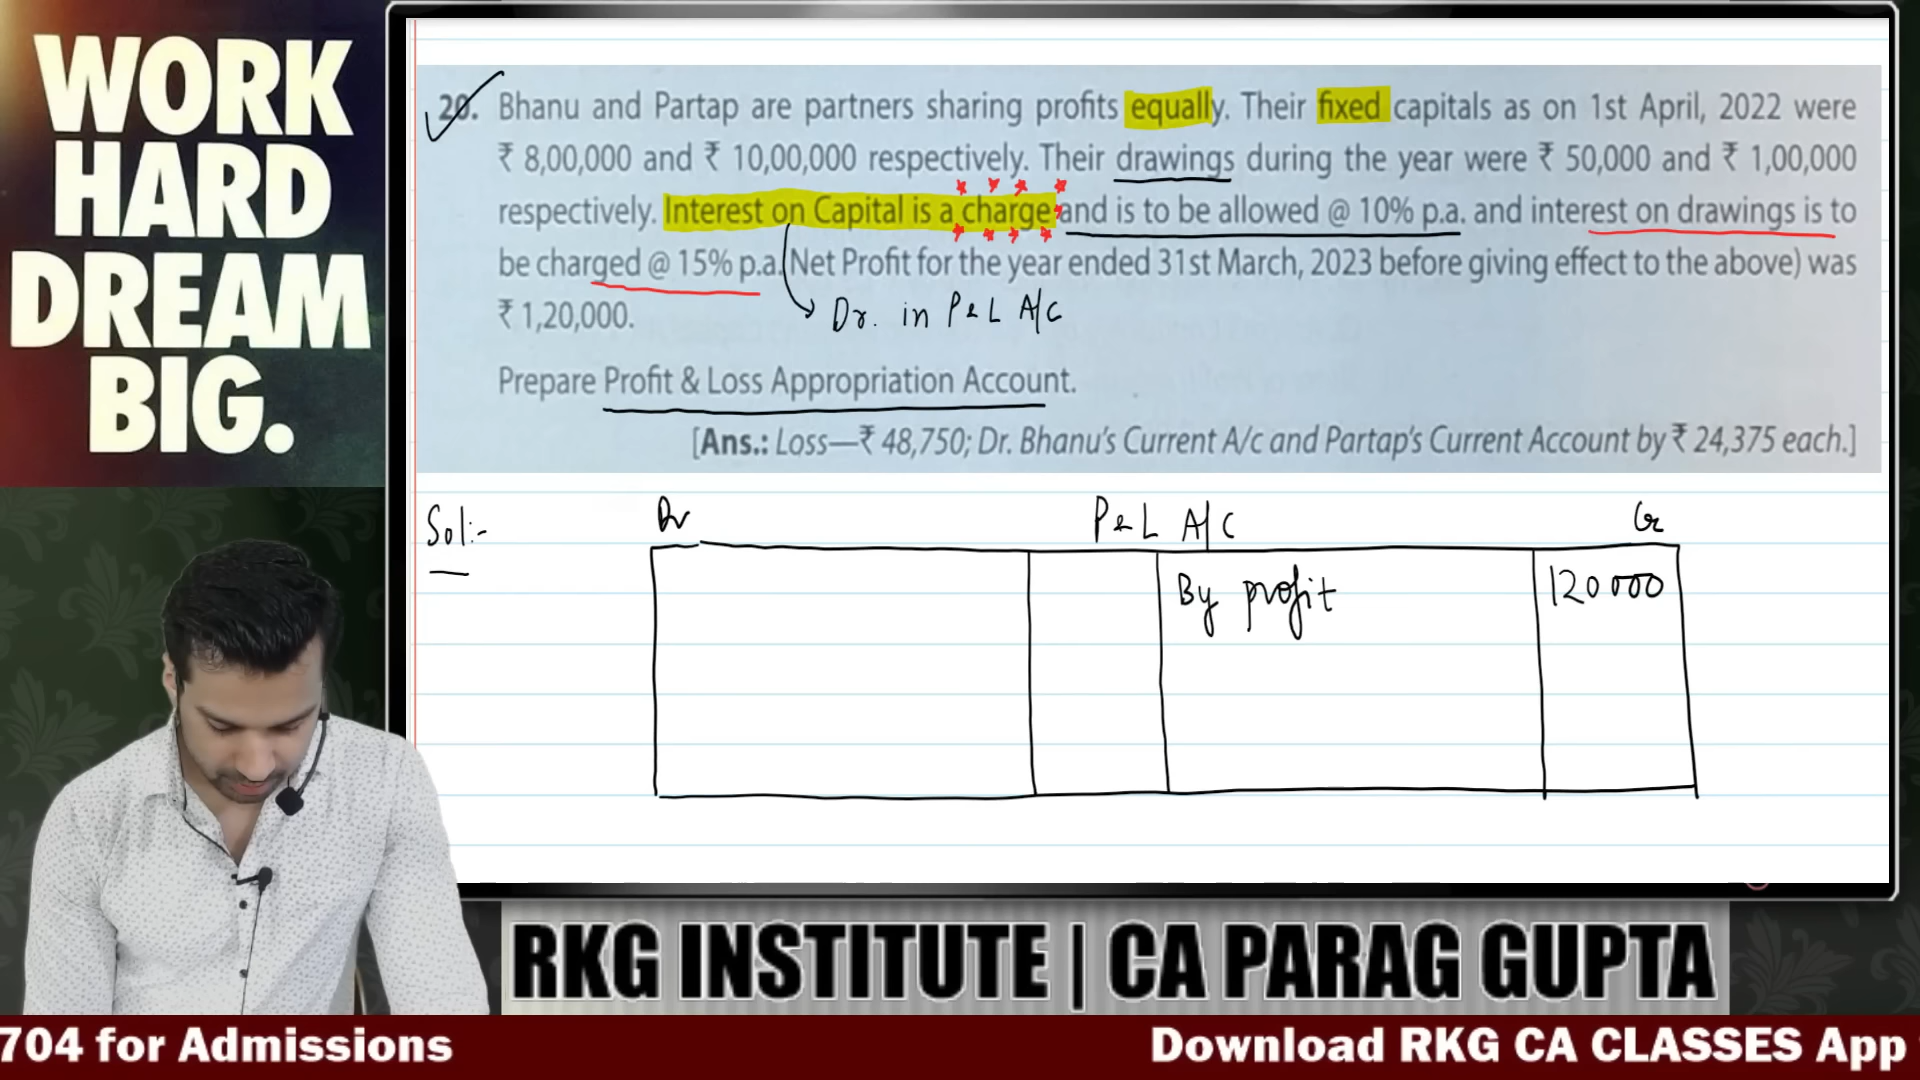 WORK
HARD
DREAM
BIG.
20. Bhanu and Partap are partners sharing profits equally. Their fixed capitals as on 1st April, 2022 were
₹ 8,00,000 and ₹ 10,00,000 respectively. Their drawings during the year were ₹ 50,000 and ₹ 1,00,000
respectively. Interest on Capital is a charge and is to be allowed @ 10% p.a. and interest on drawings is to
be charged @ 15% p.a. (Net Profit for the year ended 31st March, 2023 before giving effect to the above) was
₹ 1,20,000.
Dr. in P&L A/C
Prepare Profit & Loss Appropriation Account.
[Ans.: Loss—₹ 48,750; Dr. Bhanu's Current A/c and Partap's Current Account by ₹ 24,375 each.]
Sol:-
Dr P&L A/C Cr
By profit 120000
RKG INSTITUTE | CA PARAG GUPTA
704 for Admissions Download RKG CA CLASSES App